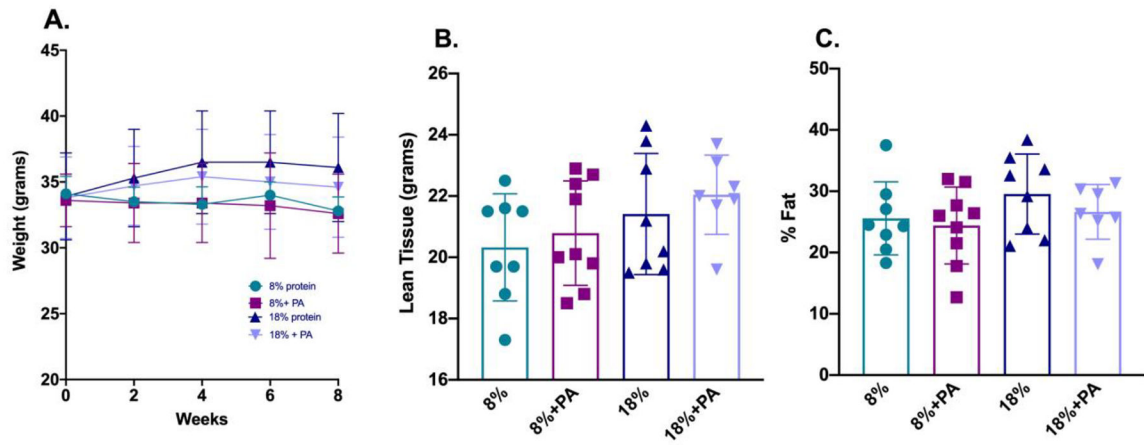 A.
Weight (grams)
45
40
35
30
25
20
0 2 4 6 8
Weeks
8% protein
8%+ PA
18% protein
18% + PA
B.
Lean Tissue (grams)
26
24
22
20
18
16
8%
8%+PA
18%
18%+PA
C.
% Fat
50
40
30
20
10
0
8%
8%+PA
18%
18%+PA